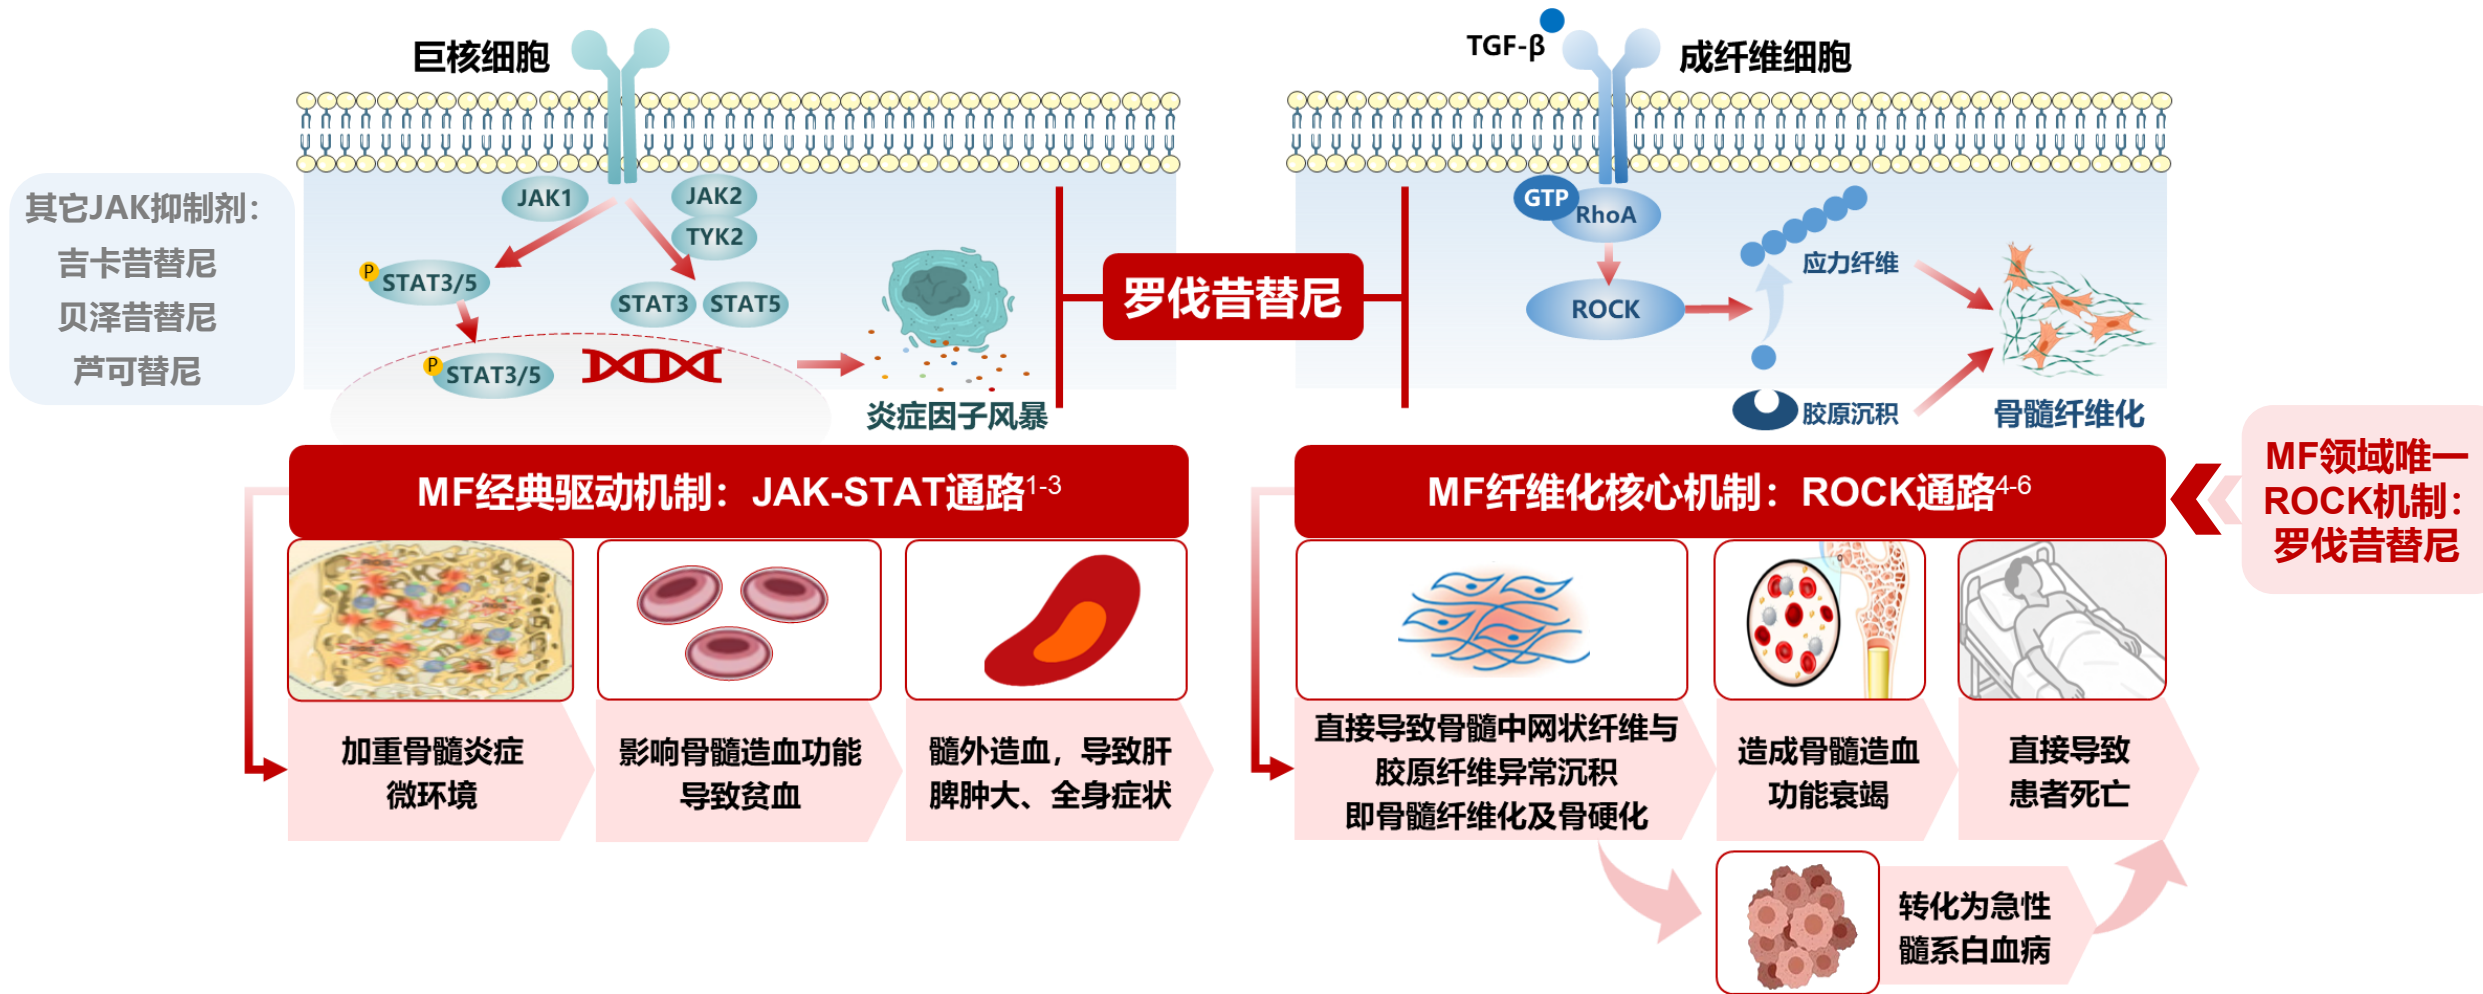 巨核细胞
JAK1
JAK2
TYK2
P
STAT3/5
STAT3
STAT5
P
STAT3/5
炎症因子风暴
其它JAK抑制剂：
吉卡昔替尼
贝泽昔替尼
芦可替尼
罗伐昔替尼
TGF-β
成纤维细胞
GTP
RhoA
ROCK
应力纤维
胶原沉积
骨髓纤维化
MF经典驱动机制：JAK-STAT通路1-3
ROS
ROS
ROS
加重骨髓炎症
微环境
影响骨髓造血功能
导致贫血
髓外造血，导致肝
脾肿大、全身症状
MF纤维化核心机制：ROCK通路4-6
直接导致骨髓中网状纤维与
胶原纤维异常沉积
即骨髓纤维化及骨硬化
造成骨髓造血
功能衰竭
直接导致
患者死亡
转化为急性
髓系白血病
MF领域唯一
ROCK机制：
罗伐昔替尼